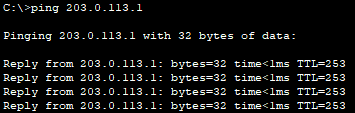 C:\>ping 203.0.113.1
Pinging 203.0.113.1 with 32 bytes of data:
Reply from 203.0.113.1: bytes=32 time<1ms TTL=253
Reply from 203.0.113.1: bytes=32 time<1ms TTL=253
Reply from 203.0.113.1: bytes=32 time<1ms TTL=253
Reply from 203.0.113.1: bytes=32 time<1ms TTL=253